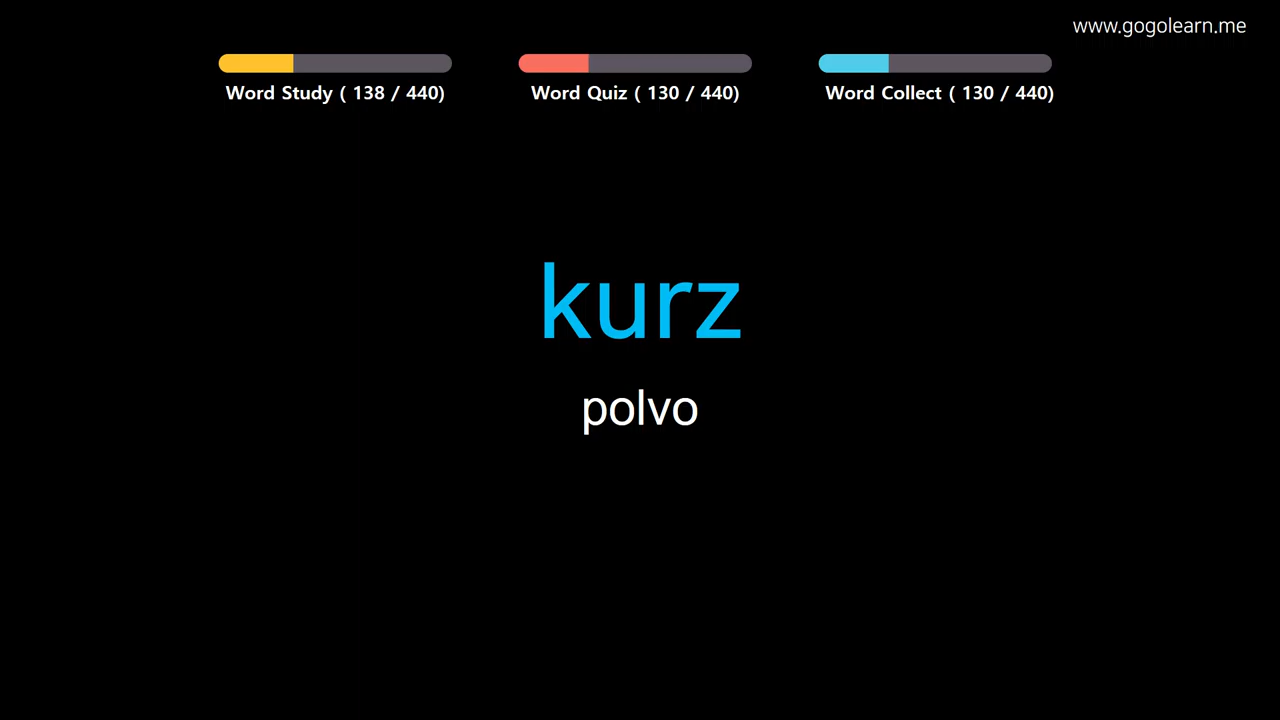 www.gogolearn.me
Word Study ( 138 / 440)
Word Quiz ( 130 / 440)
Word Collect ( 130 / 440)
kurz
polvo